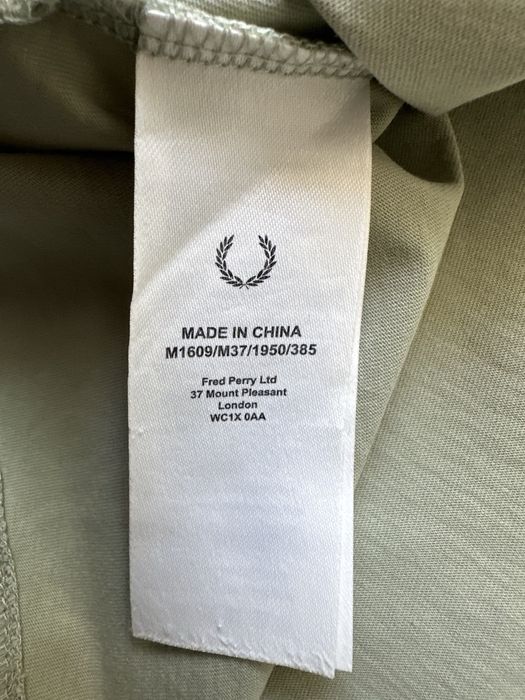 MADE IN CHINA
M1609/M37/1950/385
Fred Perry Ltd
37 Mount Pleasant
London
WC1X 0AA